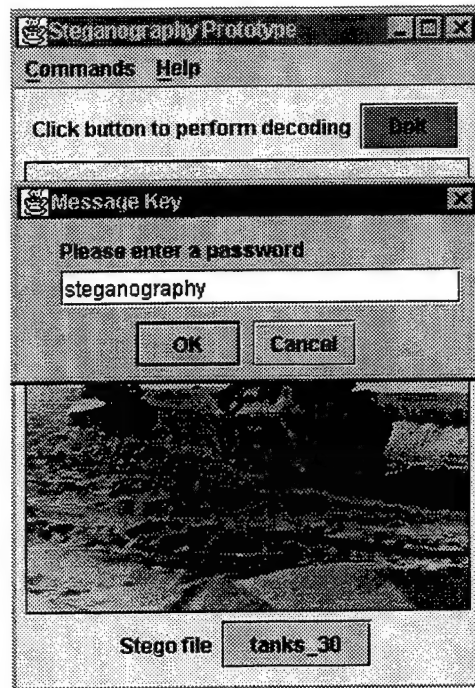 Steganography Prototype
Commands Help
Click button to perform decoding DoIt
Message Key
Please enter a password
steganography
OK Cancel
Stego file tanks_30